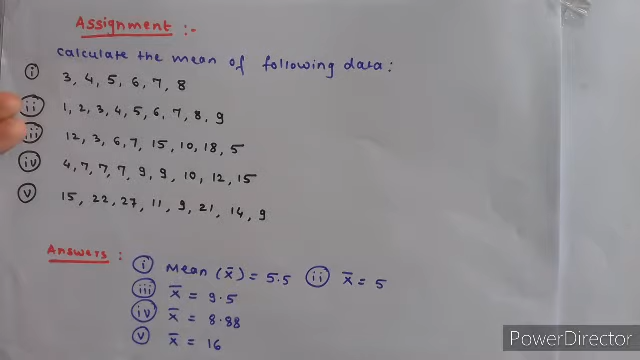 Assignment :-
calculate the mean of following data :
(i) 3, 4, 5, 6, 7, 8
(ii) 1, 2, 3, 4, 5, 6, 7, 8, 9
(iii) 12, 3, 6, 7, 15, 10, 18, 5
(iv) 4, 7, 7, 7, 9, 9, 10, 12, 15
(v) 15, 22, 27, 11, 9, 21, 14, 9
Answers : (i) Mean (x̄) = 5.5 (ii) x̄ = 5
(iii) x̄ = 9.5
(iv) x̄ = 8.88
(v) x̄ = 16
PowerDirector